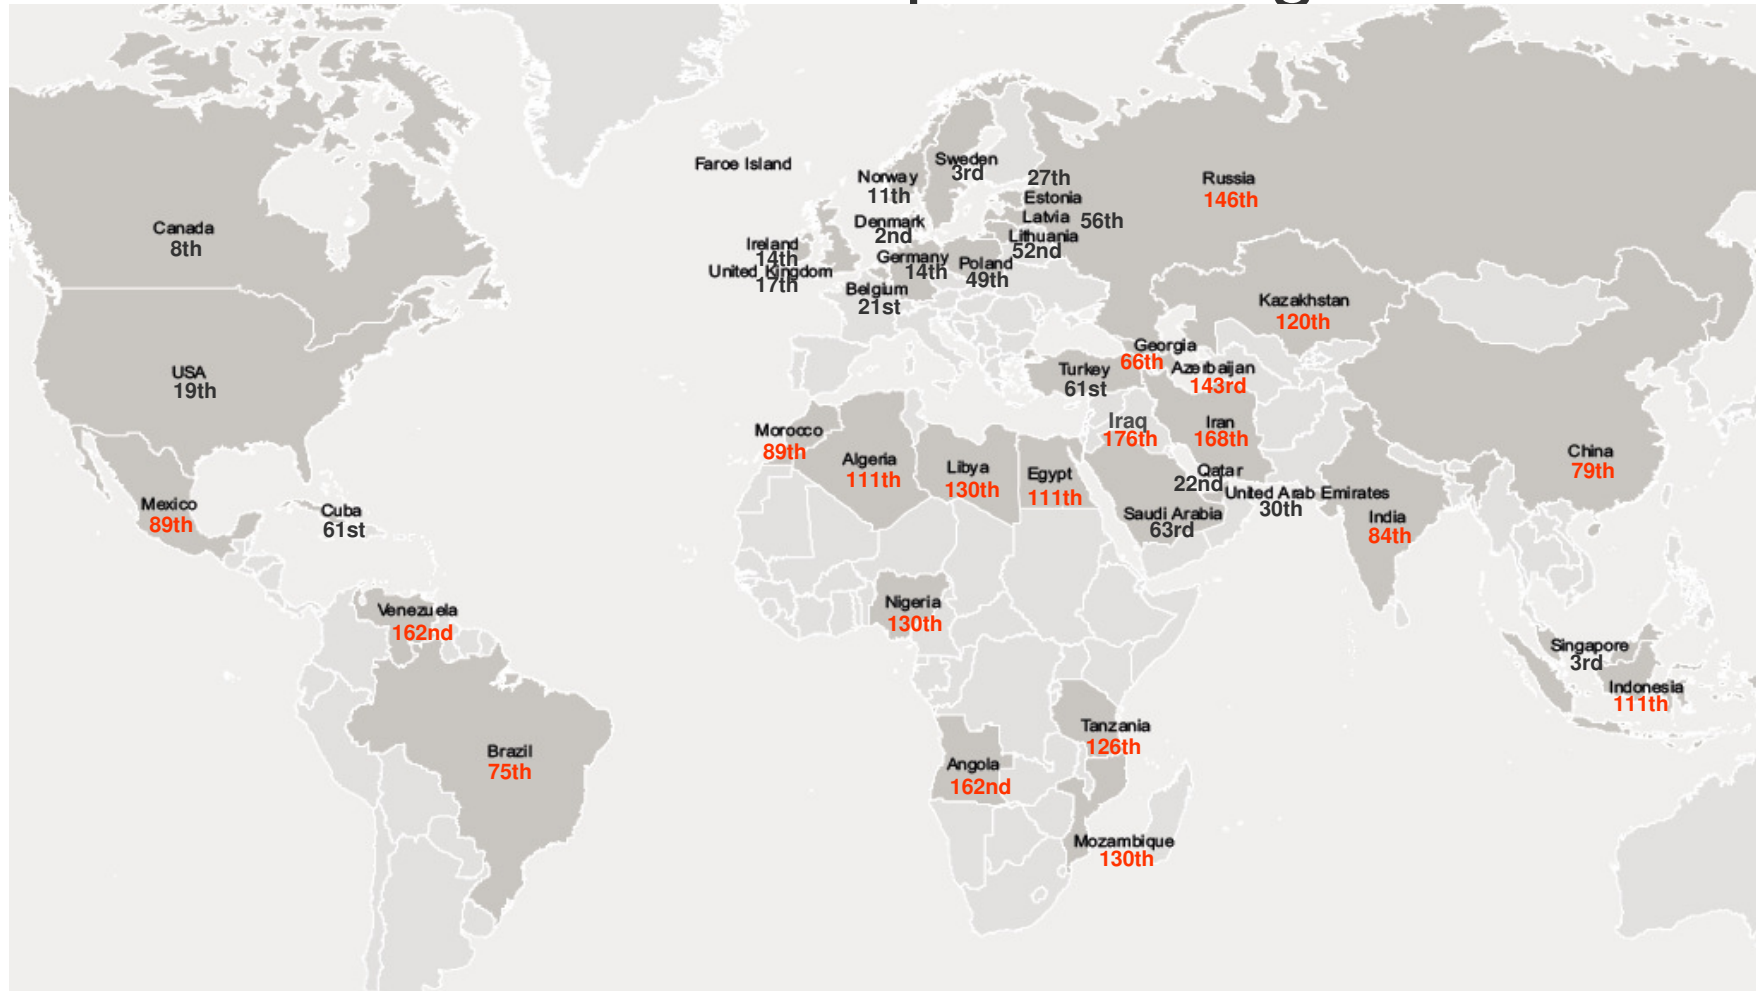 Faroe Island
Sweden
3rd
Norway
11th
27th
Estonia
Latvia 56th
Lithuania
52nd
Denmark
2nd
Ireland
14th
United Kingdom
17th
Germany
14th
Poland
49th
Belgium
21st
Russia
146th
Canada
8th
USA
19th
Kazakhstan
120th
Georgia
66th
Azerbaijan
143rd
Turkey
61st
Iraq
176th
Iran
168th
Morocco
89th
Algeria
111th
Libya
130th
Egypt
111th
Qatar
22nd
United Arab Emirates
30th
Saudi Arabia
63rd
China
79th
India
84th
Mexico
89th
Cuba
61st
Venezuela
162nd
Nigeria
130th
Singapore
3rd
Indonesia
111th
Brazil
75th
Tanzania
126th
Angola
162nd
Mozambique
130th